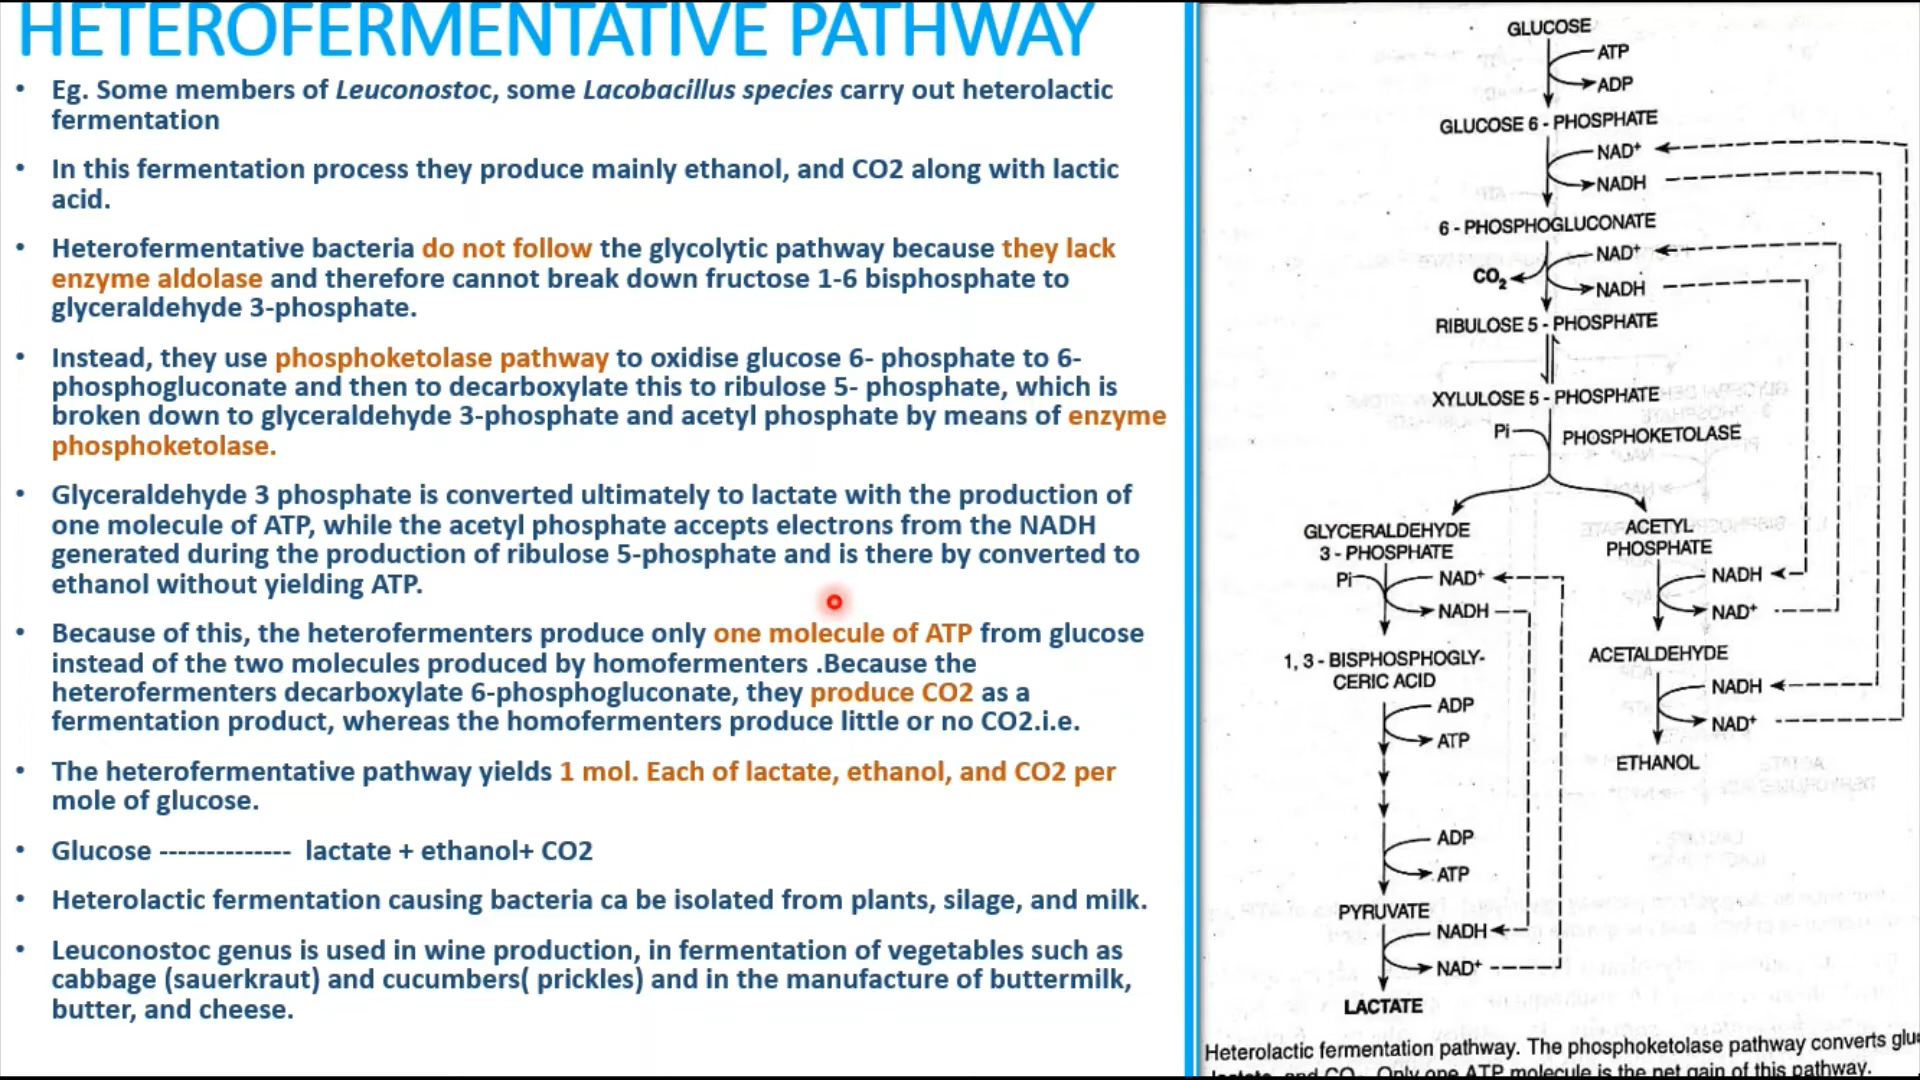 HETEROFERMENTATIVE PATHWAY
• Eg. Some members of Leuconostoc, some Lacobacillus species carry out heterolactic
fermentation
• In this fermentation process they produce mainly ethanol, and CO2 along with lactic
acid.
• Heterofermentative bacteria do not follow the glycolytic pathway because they lack
enzyme aldolase and therefore cannot break down fructose 1-6 bisphosphate to
glyceraldehyde 3-phosphate.
• Instead, they use phosphoketolase pathway to oxidise glucose 6- phosphate to 6-
phosphogluconate and then to decarboxylate this to ribulose 5- phosphate, which is
broken down to glyceraldehyde 3-phosphate and acetyl phosphate by means of enzyme
phosphoketolase.
• Glyceraldehyde 3 phosphate is converted ultimately to lactate with the production of
one molecule of ATP, while the acetyl phosphate accepts electrons from the NADH
generated during the production of ribulose 5-phosphate and is there by converted to
ethanol without yielding ATP.
• Because of this, the heterofermenters produce only one molecule of ATP from glucose
instead of the two molecules produced by homofermenters .Because the
heterofermenters decarboxylate 6-phosphogluconate, they produce CO2 as a
fermentation product, whereas the homofermenters produce little or no CO2.i.e.
• The heterofermentative pathway yields 1 mol. Each of lactate, ethanol, and CO2 per
mole of glucose.
• Glucose -------------- lactate + ethanol+ CO2
• Heterolactic fermentation causing bacteria ca be isolated from plants, silage, and milk.
• Leuconostoc genus is used in wine production, in fermentation of vegetables such as
cabbage (sauerkraut) and cucumbers( prickles) and in the manufacture of buttermilk,
butter, and cheese.
GLUCOSE
ATP
ADP
GLUCOSE 6 - PHOSPHATE
NAD⁺
NADH
6 - PHOSPHOGLUCONATE
NAD⁺
CO₂
NADH
RIBULOSE 5 - PHOSPHATE
XYLULOSE 5 - PHOSPHATE
Pi
PHOSPHOKETOLASE
GLYCERALDEHYDE
3 - PHOSPHATE
ACETYL
PHOSPHATE
Pi
NAD⁺
NADH
NADH
NAD⁺
1, 3 - BISPHOSPHOGLY-
CERIC ACID
ACETALDEHYDE
NADH
NAD⁺
ETHANOL
ADP
ATP
ADP
ATP
PYRUVATE
NADH
NAD⁺
LACTATE
Heterolactic fermentation pathway. The phosphoketolase pathway converts glu
and CO Only one ATP molecule is the net gain of this pathway.